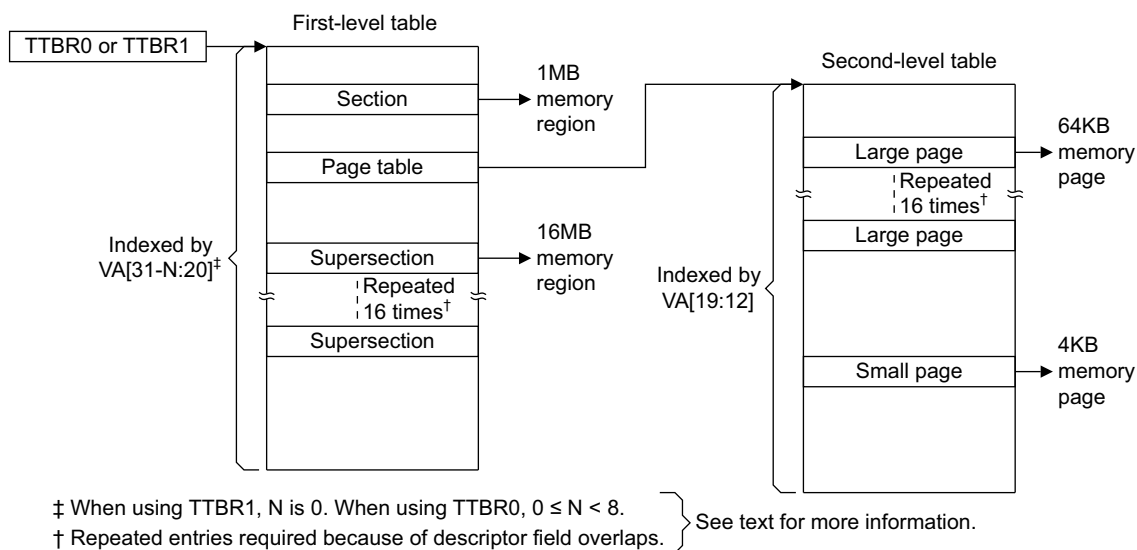 First-level table
TTBR0 or TTBR1
Section
1MB
memory
region
Page table
Indexed by
VA[31-N:20]‡
Supersection
16MB
memory
region
Repeated
16 times†
Supersection
Second-level table
Large page
64KB
memory
page
Repeated
16 times†
Large page
Indexed by
VA[19:12]
Small page
4KB
memory
page
‡ When using TTBR1, N is 0. When using TTBR0, 0 ≤ N < 8.
† Repeated entries required because of descriptor field overlaps.
See text for more information.